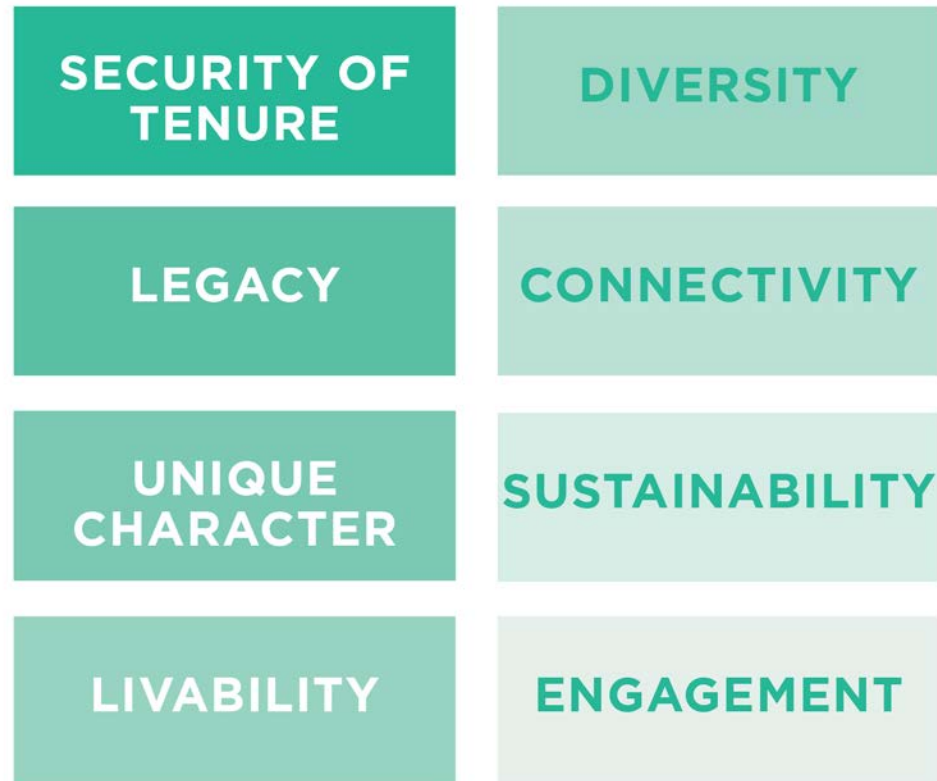 SECURITY OF
TENURE
LEGACY
UNIQUE
CHARACTER
LIVABILITY
DIVERSITY
CONNECTIVITY
SUSTAINABILITY
ENGAGEMENT